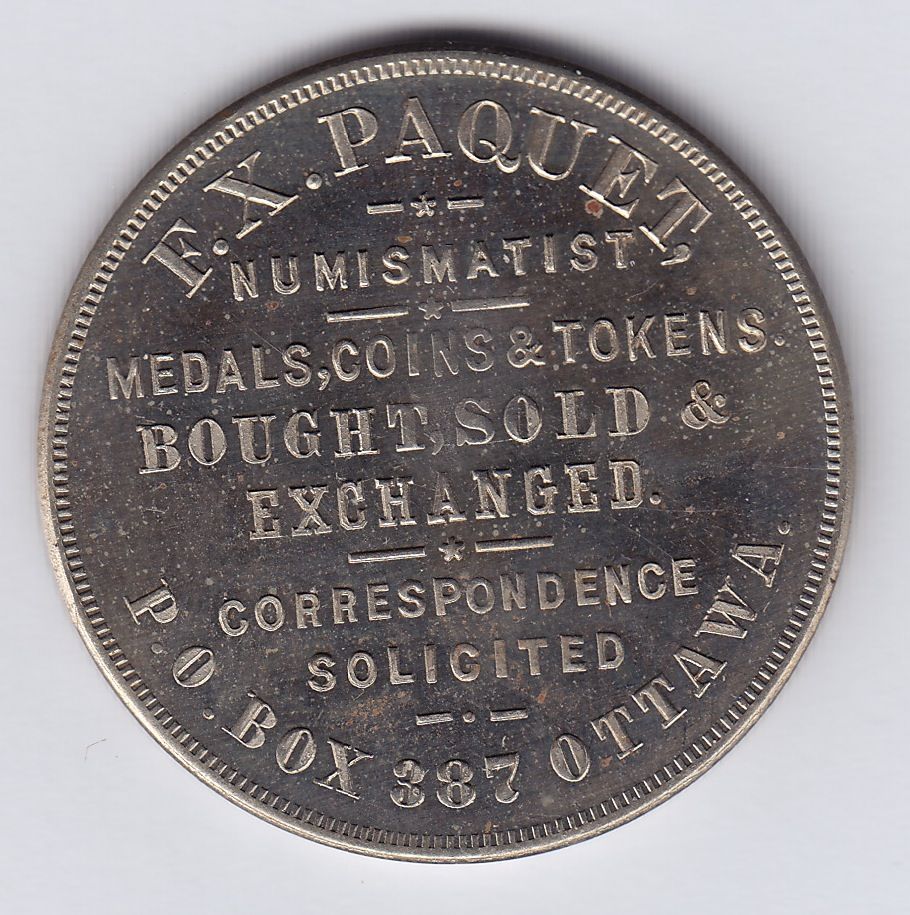 F.X. PAQUET,
NUMISMATIST.
MEDALS, COINS & TOKENS.
BOUGHT, SOLD &
EXCHANGED.
CORRESPONDENCE
SOLICITED
P.O. BOX 387 OTTAWA.